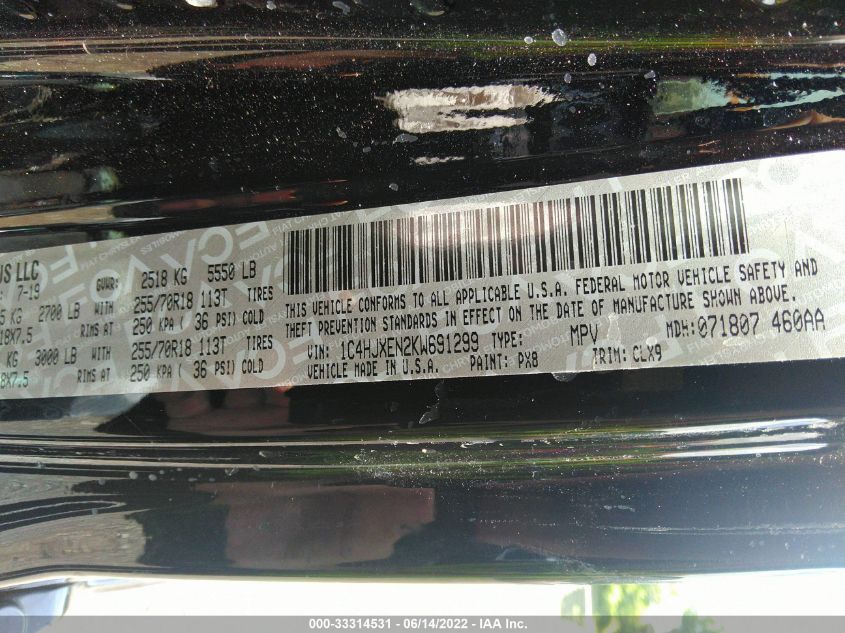 US LLC
7-19
GVWR: 2518 KG 5550 LB
KG 2700 LB WITH 255/70R18 113T TIRES
18X7.5 RIMS AT 250 KPA ( 36 PSI) COLD
KG 3000 LB WITH 255/70R18 113T TIRES
8X7.5 RIMS AT 250 KPA ( 36 PSI) COLD
THIS VEHICLE CONFORMS TO ALL APPLICABLE U.S.A. FEDERAL MOTOR VEHICLE SAFETY AND
THEFT PREVENTION STANDARDS IN EFFECT ON THE DATE OF MANUFACTURE SHOWN ABOVE.
VIN: 1C4HJXEN2KW691299 TYPE: MPV MDH: 071807 460AA
VEHICLE MADE IN U.S.A. PAINT: PX8 TRIM: CLX9
000-33314531 - 06/14/2022 - IAA Inc.